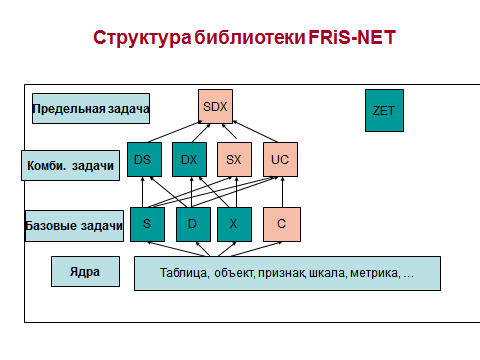 Структура библиотеки FRiS-NET
Предельная задача
SDX
ZET
Комби. задачи
DS
DX
SX
UC
Базовые задачи
S
D
X
C
Ядра
Таблица, объект, признак, шкала, метрика, ...